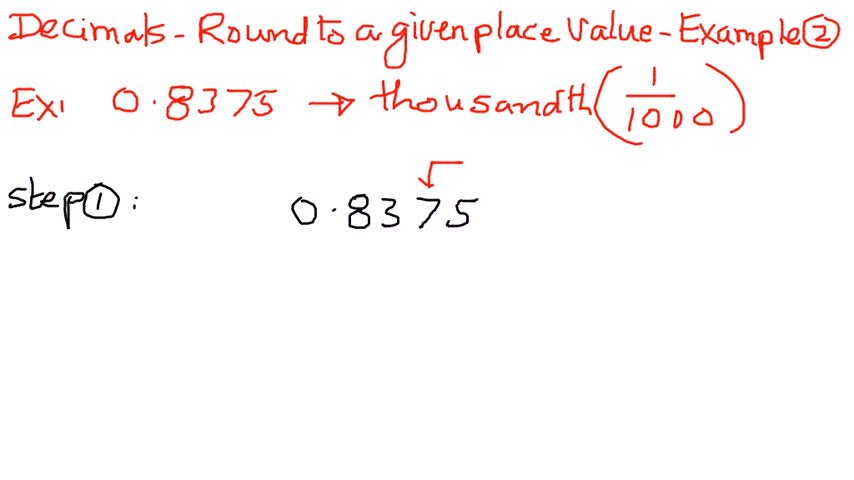 Decimals - Round to a given place value - Example ②
Ex: 0.8375 → thousandth (1/1000)
step ①: 0.8375